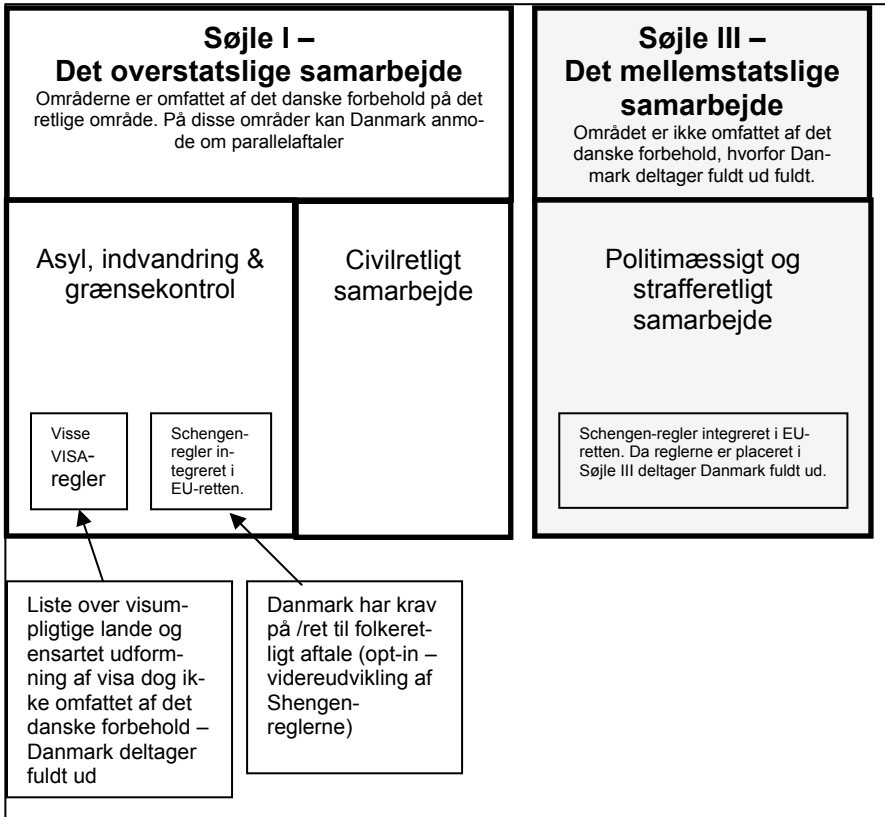 Søjle I –
Det overstatslige samarbejde
Områderne er omfattet af det danske forbehold på det
retlige område. På disse områder kan Danmark anmo-
de om parallelaftaler
Søjle III –
Det mellemstatslige
samarbejde
Området er ikke omfattet af det
danske forbehold, hvorfor Dan-
mark deltager fuldt ud fuldt.
Asyl, indvandring &
grænsekontrol
Civilretligt
samarbejde
Politimæssigt og
strafferetligt
samarbejde
Visse
VISA-
regler
Schengen-
regler in-
tegreret i
EU-retten.
Schengen-regler integreret i EU-
retten. Da reglerne er placeret i
Søjle III deltager Danmark fuldt ud.
Liste over visum-
pligtige lande og
ensartet udform-
ning af visa dog ik-
ke omfattet af det
danske forbehold –
Danmark deltager
fuldt ud
Danmark har krav
på /ret til folkeret-
ligt aftale (opt-in –
videreudvikling af
Shengen-
reglerne)